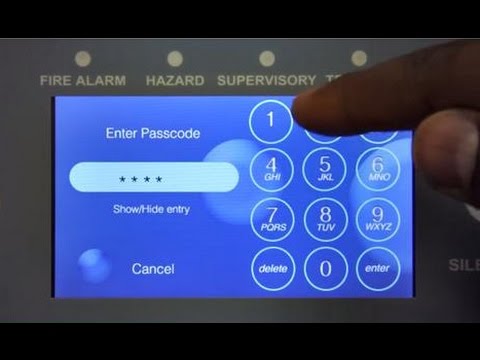 FIRE ALARM HAZARD SUPERVISORY
Enter Passcode
****
Show/Hide entry
Cancel
1
4 5 6
GHI JKL MNO
7 8 9
PQRS TUV WXYZ
delete 0 enter